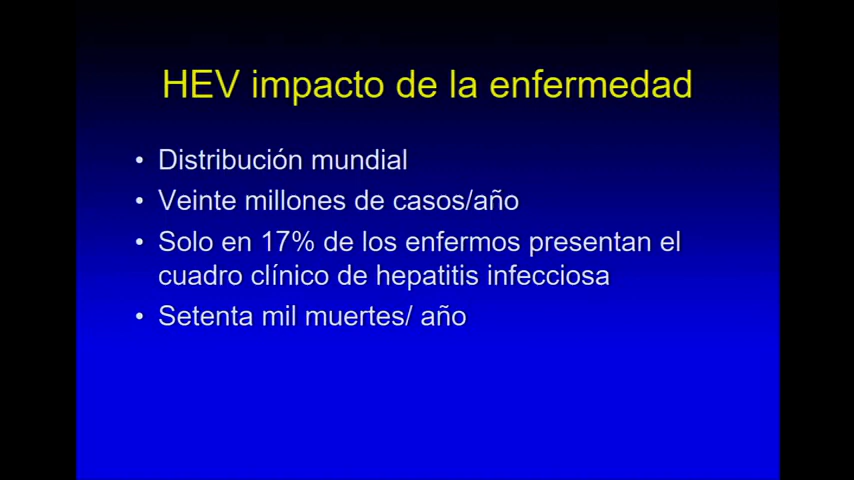 HEV impacto de la enfermedad
• Distribución mundial
• Veinte millones de casos/año
• Solo en 17% de los enfermos presentan el
cuadro clínico de hepatitis infecciosa
• Setenta mil muertes/ año